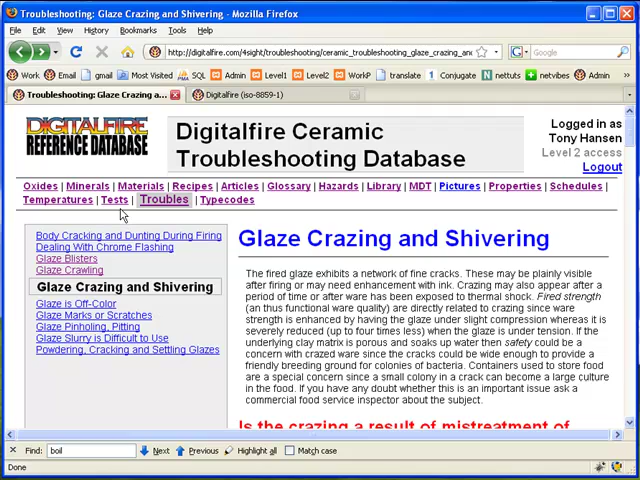 Troubleshooting: Glaze Crazing and Shivering - Mozilla Firefox
File Edit View History Bookmarks Tools Help
http://digitalfire.com/4sight/troubleshooting/ceramic_troubleshooting_glaze_crazing_an
Google
Work Email gmail Most Visited SQL Admin Level1 Level2 WorkP translate Conjugate nettuts netvibes Admin
Troubleshooting: Glaze Crazing a... Digitalfire (iso-8859-1)
DIGITALFIRE
REFERENCE DATABASE
Digitalfire Ceramic
Troubleshooting Database
Logged in as
Tony Hansen
Level 2 access
Logout
Oxides | Minerals | Materials | Recipes | Articles | Glossary | Hazards | Library | MDT | Pictures | Properties | Schedules |
Temperatures | Tests | Troubles | Typecodes
Body Cracking and Dunting During Firing
Dealing With Chrome Flashing
Glaze Blisters
Glaze Crawling
Glaze Crazing and Shivering
Glaze is Off-Color
Glaze Marks or Scratches
Glaze Pinholing, Pitting
Glaze Slurry is Difficult to Use
Powdering, Cracking and Settling Glazes
Glaze Crazing and Shivering
The fired glaze exhibits a network of fine cracks. These may be plainly visible
after firing or may need enhancement with ink. Crazing may also appear after a
period of time or after ware has been exposed to thermal shock. Fired strength
(an thus functional ware quality) are directly related to crazing since ware
strength is enhanced by having the glaze under slight compression whereas it is
severely reduced (up to four times less) when the glaze is under tension. If the
underlying clay matrix is porous and soaks up water then safety could be a
concern with crazed ware since the cracks could be wide enough to provide a
friendly breeding ground for colonies of bacteria. Containers used to store food
are a special concern since a small colony in a crack can become a large culture
in the food. If you have any doubt whether this is an important issue ask a
commercial food service inspector about the subject.
Is the crazing a result of mistreatment of
Find: boil Next Previous Highlight all Match case
Done